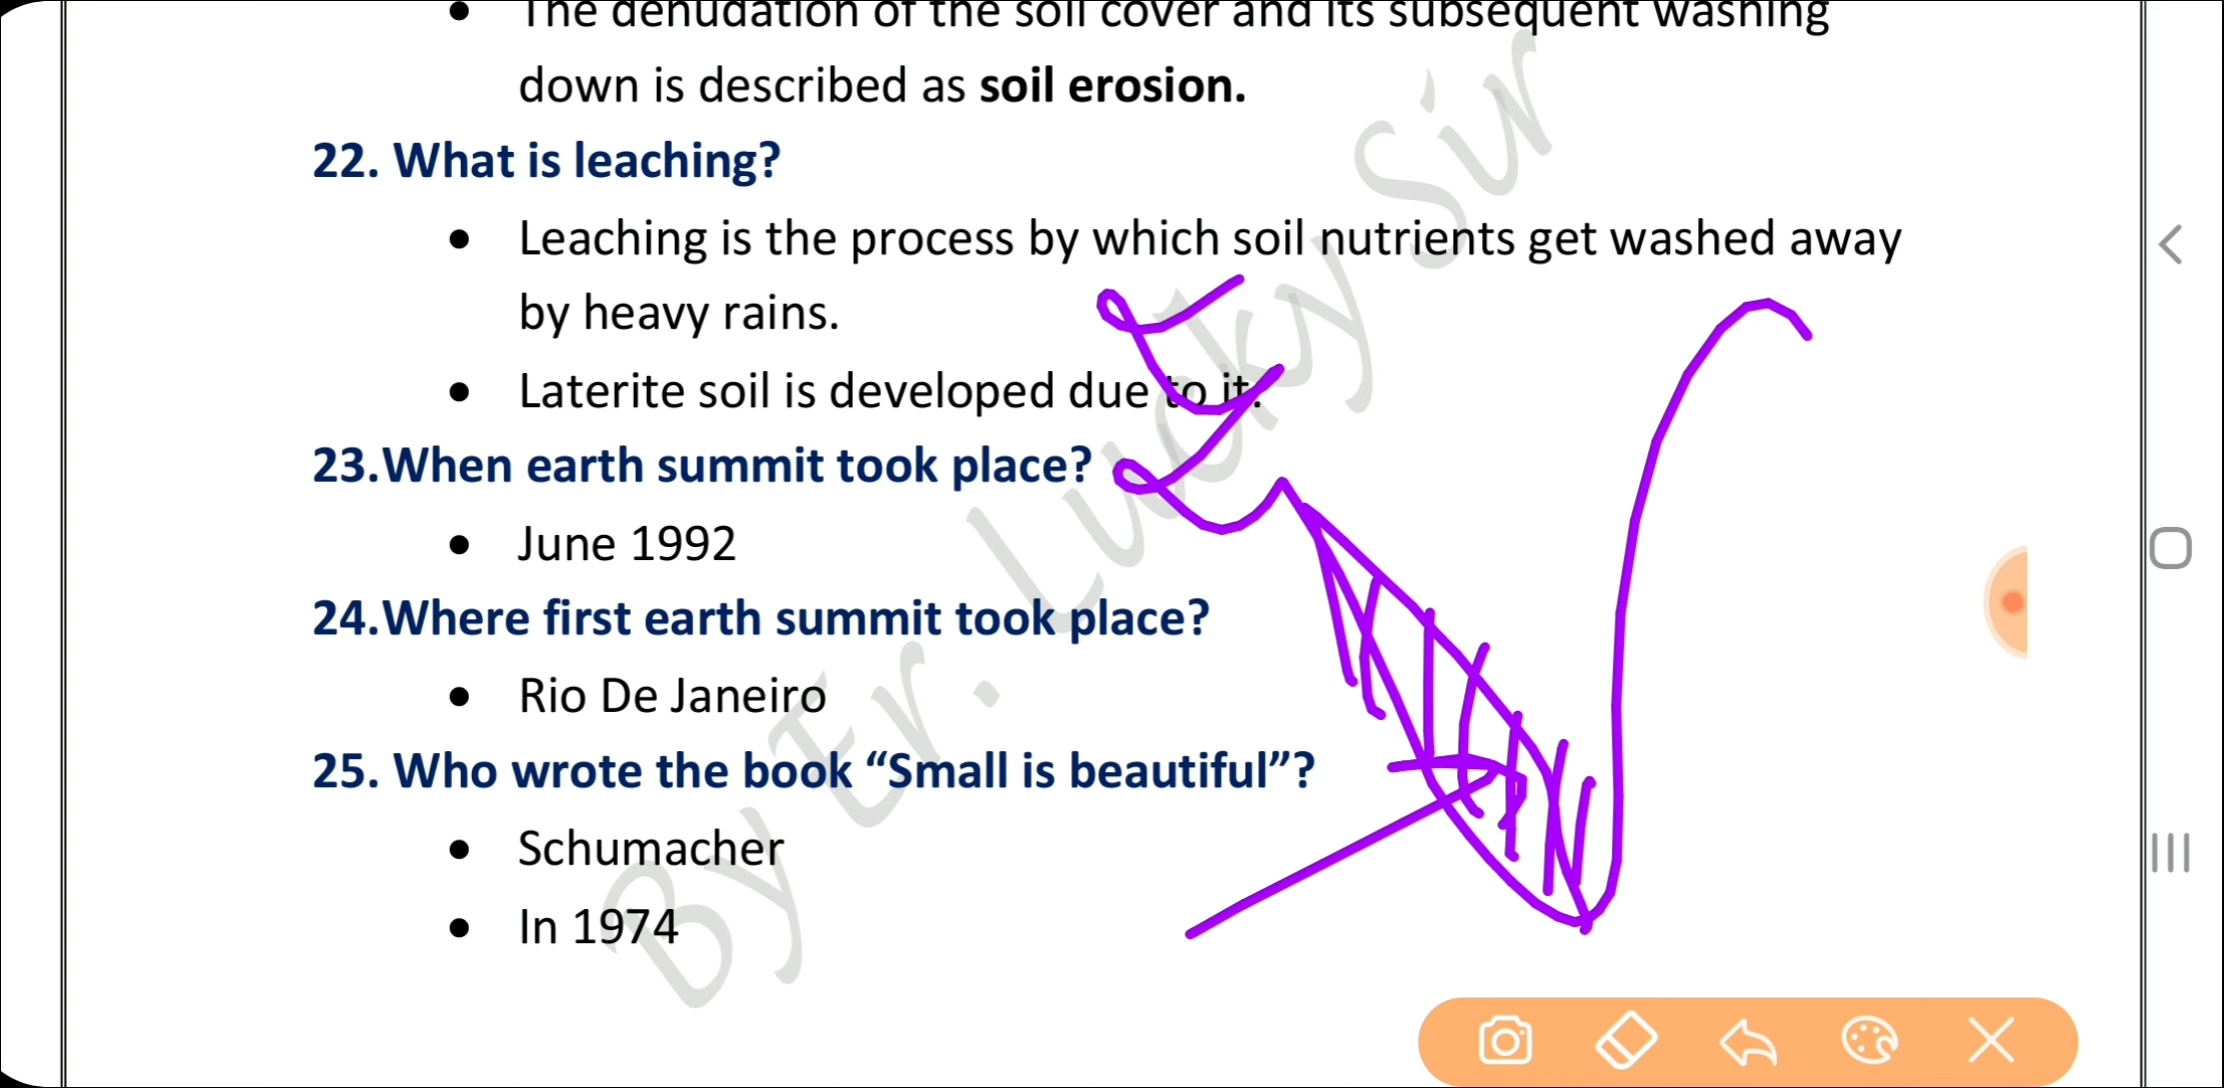 • The denudation of the soil cover and its subsequent washing
down is described as soil erosion.
22. What is leaching?
• Leaching is the process by which soil nutrients get washed away
by heavy rains.
• Laterite soil is developed due to it.
23.When earth summit took place?
• June 1992
24.Where first earth summit took place?
• Rio De Janeiro
25. Who wrote the book “Small is beautiful”?
• Schumacher
• In 1974
By Er. Lucky Sir